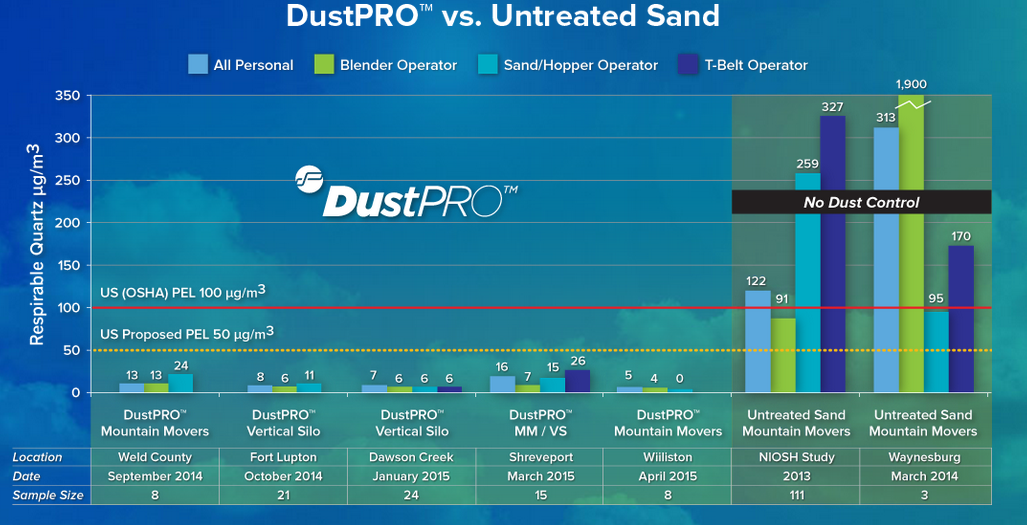 DustPRO™ vs. Untreated Sand
All Personal Blender Operator Sand/Hopper Operator T-Belt Operator
Respirable Quartz µg/m3
350
300
250
200
150
100
50
0
DustPRO™
No Dust Control
US (OSHA) PEL 100 µg/m3
US Proposed PEL 50 µg/m3
13 13 24
8 6 11
7 6 6 6
16 7 15 26
5 4 0
122 91 259 327
313 1,900 95 170
DustPRO™
Mountain Movers
DustPRO™
Vertical Silo
DustPRO™
Vertical Silo
DustPRO™
MM / VS
DustPRO™
Mountain Movers
Untreated Sand
Mountain Movers
Untreated Sand
Mountain Movers
Location Weld County Fort Lupton Dawson Creek Shreveport Wiiliston NIOSH Study Waynesburg
Date September 2014 October 2014 January 2015 March 2015 April 2015 2013 March 2014
Sample Size 8 21 24 15 8 111 3